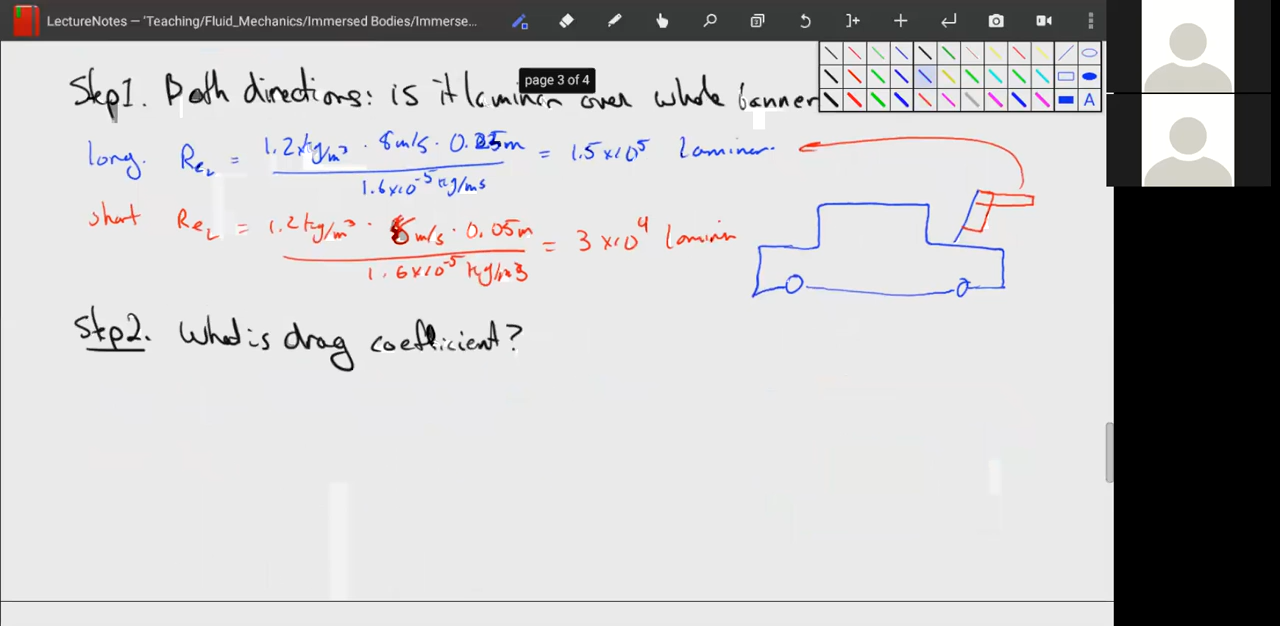 LectureNotes — 'Teaching/Fluid_Mechanics/Immersed Bodies/Immerse...
page 3 of 4
A
Step1. Both directions: is it laminar over whole banner
long. Re_L = 1.2 kg/m³ · 8 m/s · 0.25m / 1.6×10⁻⁵ kg/ms = 1.5×10⁵ laminar.
short Re_L = 1.2 kg/m³ · 8 m/s · 0.05m / 1.6×10⁻⁵ kg/ms = 3×10⁴ laminar
Step2. What is drag coefficient?